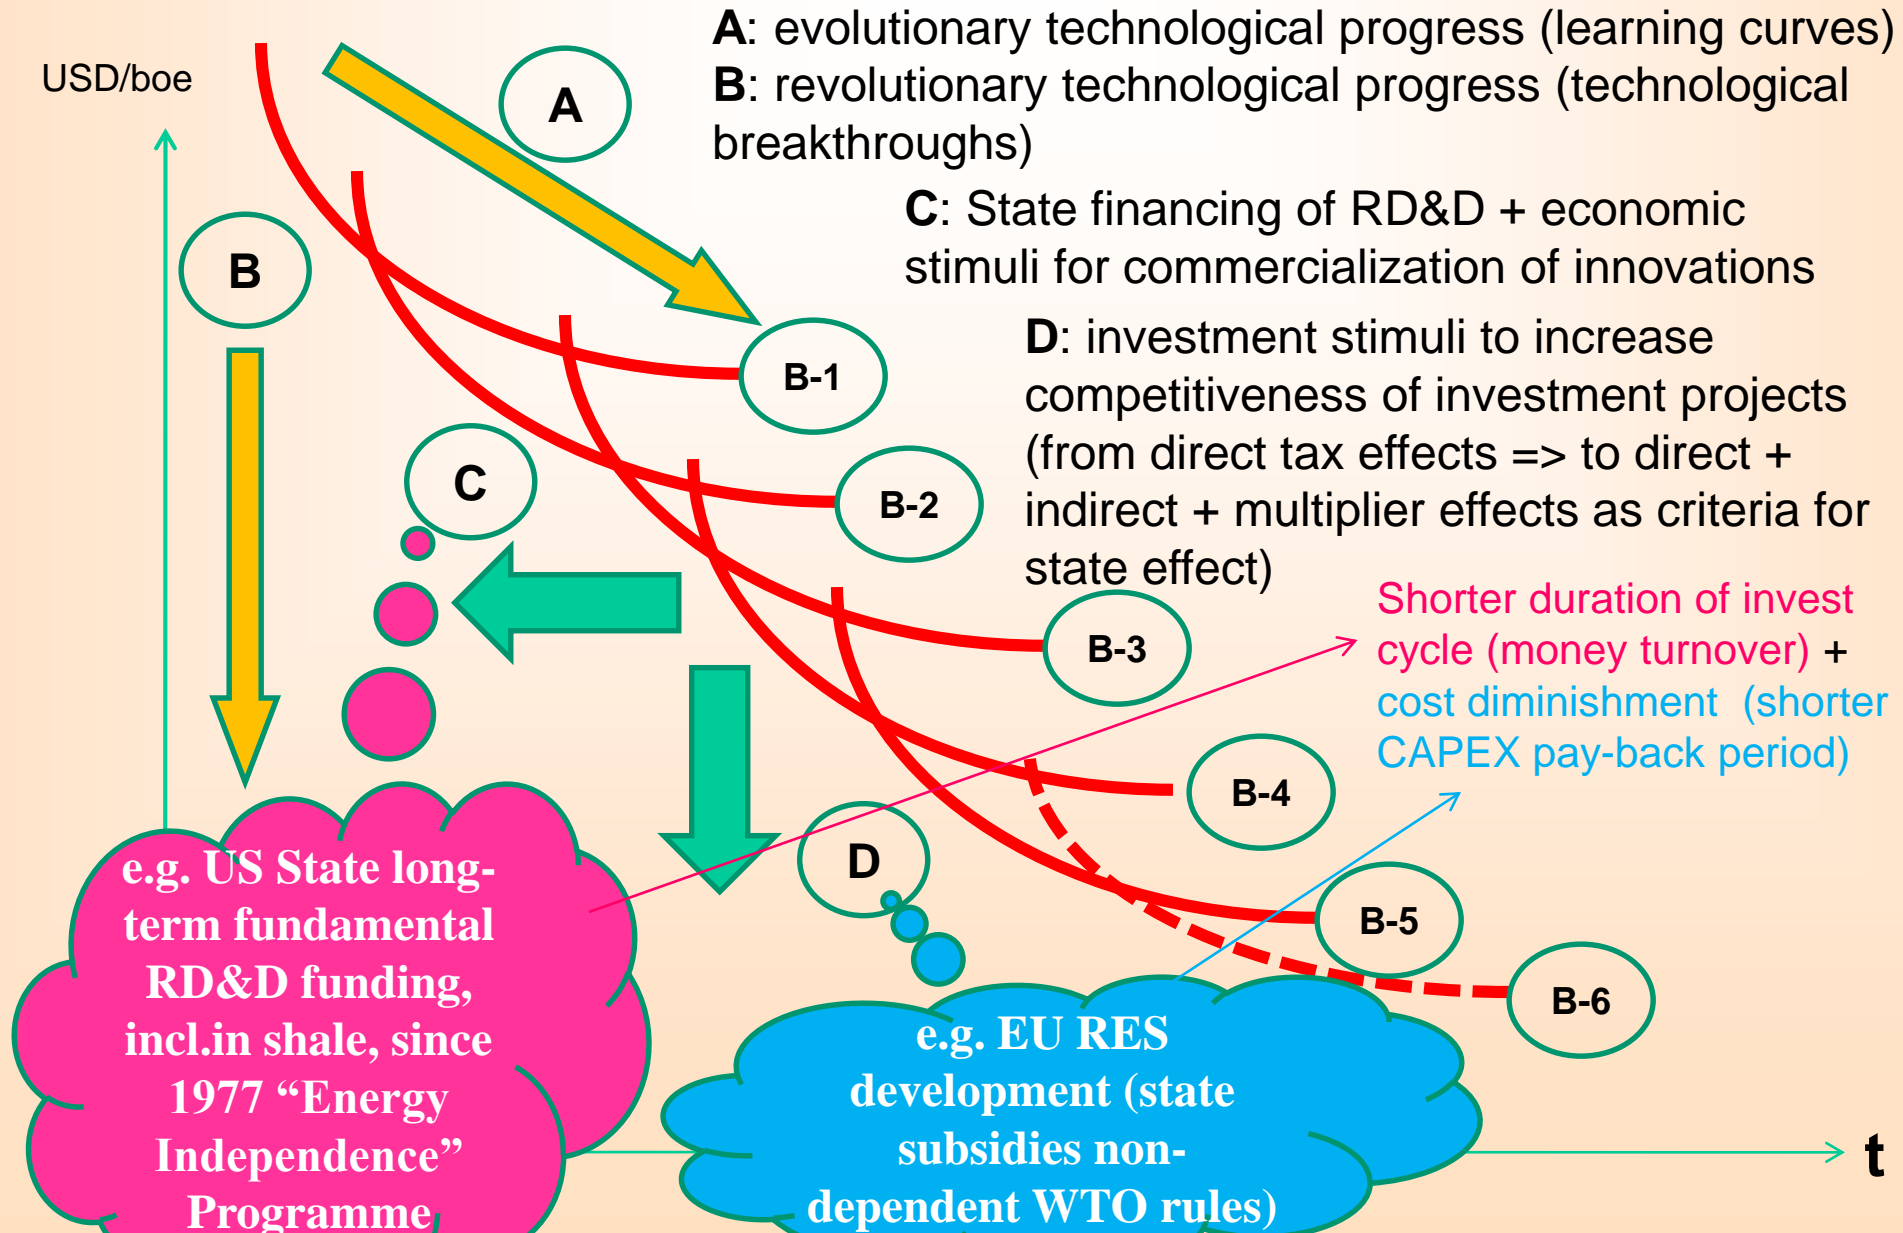 A: evolutionary technological progress (learning curves)
B: revolutionary technological progress (technological
breakthroughs)
USD/boe
A
C: State financing of RD&D + economic
stimuli for commercialization of innovations
B
D: investment stimuli to increase
competitiveness of investment projects
(from direct tax effects => to direct +
indirect + multiplier effects as criteria for
state effect)
B-1
C
B-2
Shorter duration of invest
cycle (money turnover) +
cost diminishment (shorter
CAPEX pay-back period)
B-3
B-4
D
B-5
B-6
e.g. US State long-
term fundamental
RD&D funding,
incl.in shale, since
1977 “Energy
Independence”
Programme
e.g. EU RES
development (state
subsidies non-
dependent WTO rules)
t